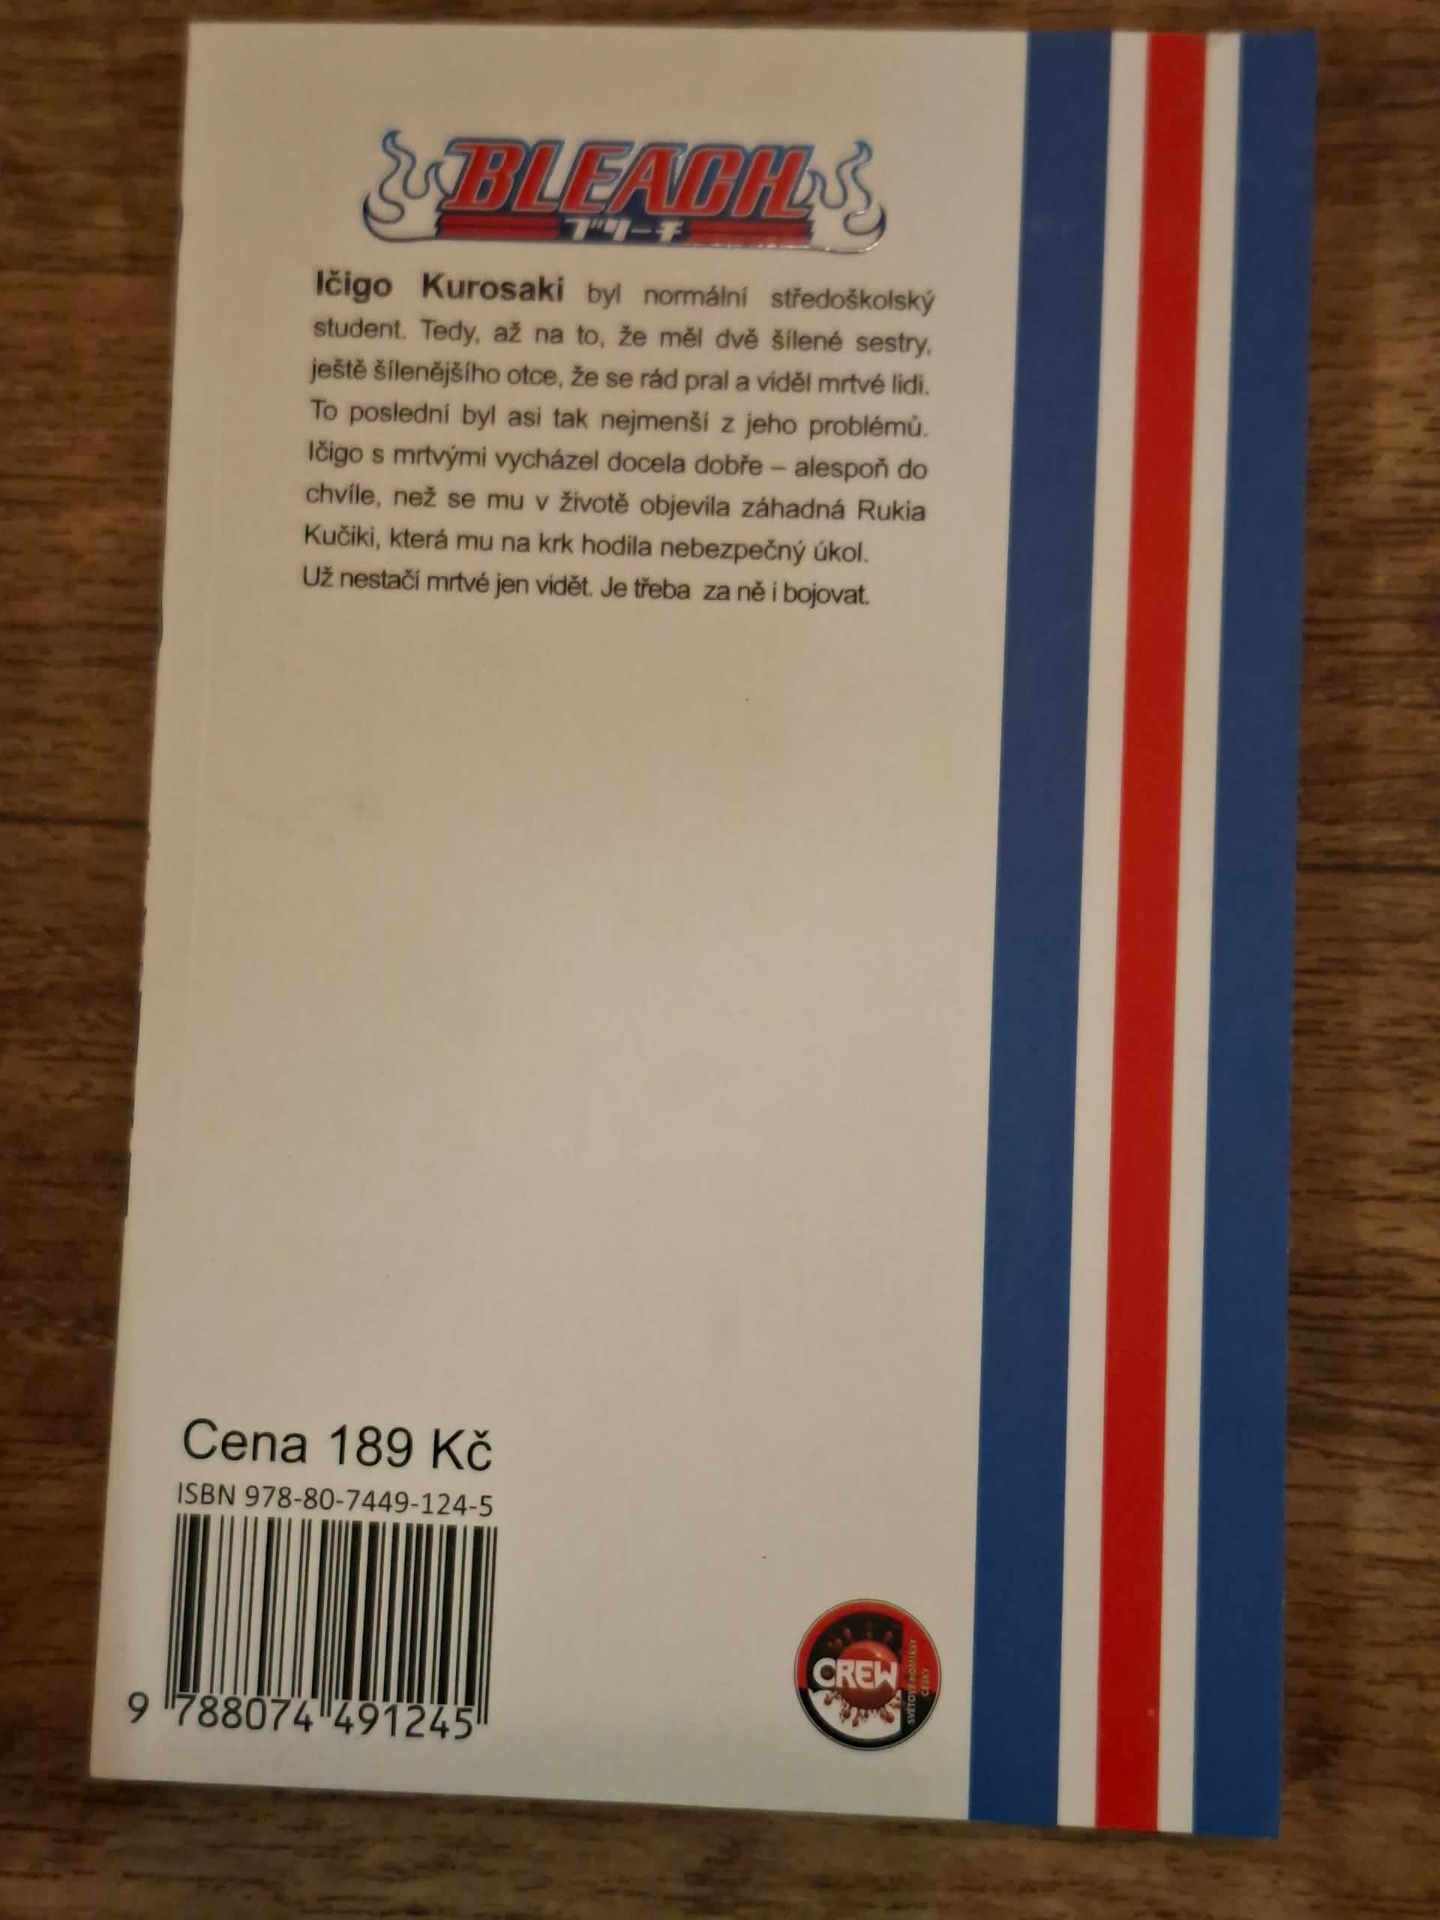 BLEACH
ブリーチ
Ičigo Kurosaki byl normální středoškolský
student. Tedy, až na to, že měl dvě šílené sestry,
ještě šílenějšího otce, že se rád pral a viděl mrtvé lidi.
To poslední byl asi tak nejmenší z jeho problémů.
Ičigo s mrtvými vycházel docela dobře – alespoň do
chvíle, než se mu v životě objevila záhadná Rukia
Kučiki, která mu na krk hodila nebezpečný úkol.
Už nestačí mrtvé jen vidět. Je třeba za ně i bojovat.
Cena 189 Kč
ISBN 978-80-7449-124-5
9 788074 491245
CREW
SVĚTOVÉ KOMIKSY
ČESKY